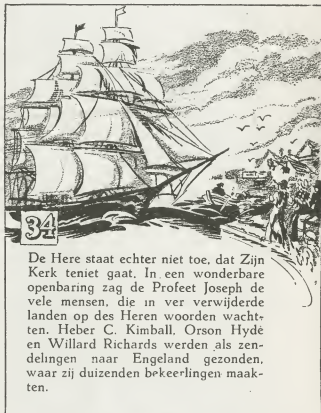 34
De Here staat echter niet toe, dat Zijn
Kerk teniet gaat. In een wonderbare
openbaring zag de Profeet Joseph de
vele mensen, die in ver verwijderde
landen op des Heren woorden wacht-
ten. Heber C. Kimball, Orson Hyde
en Willard Richards werden als zen-
delingen naar Engeland gezonden,
waar zij duizenden bekeerlingen maak-
ten.